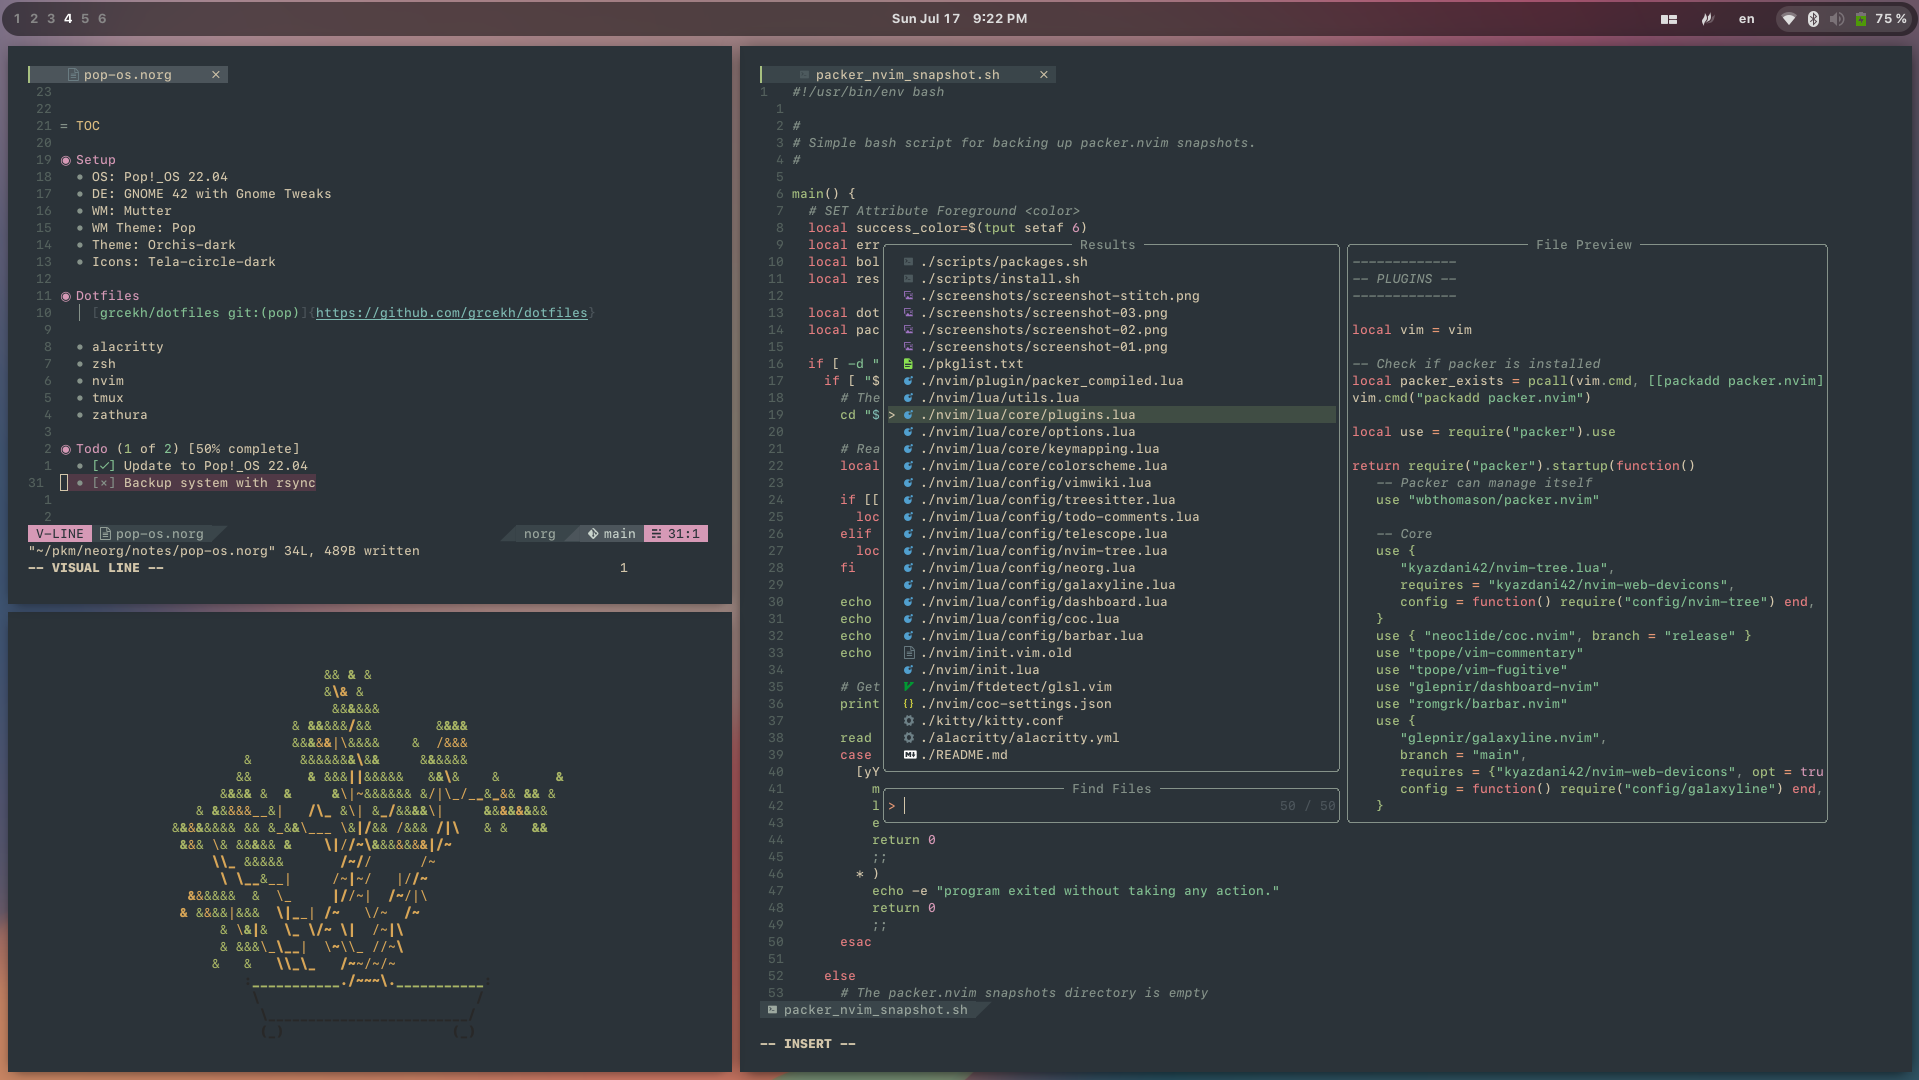 1 2 3 4 5 6
Sun Jul 17 9:22 PM
en
75 %
pop-os.norg ×
23
22
21 = TOC
20
19 ◉ Setup
18 • OS: Pop!_OS 22.04
17 • DE: GNOME 42 with Gnome Tweaks
16 • WM: Mutter
15 • WM Theme: Pop
14 • Theme: Orchis-dark
13 • Icons: Tela-circle-dark
12
11 ◉ Dotfiles
10 │ [grcekh/dotfiles git:(pop)]{https://github.com/grcekh/dotfiles}
9
8 • alacritty
7 • zsh
6 • nvim
5 • tmux
4 • zathura
3
2 ◉ Todo (1 of 2) [50% complete]
1 • [✓] Update to Pop!_OS 22.04
31 • [×] Backup system with rsync
1
2
V-LINE pop-os.norg norg main 31:1
"~/pkm/neorg/notes/pop-os.norg" 34L, 489B written
-- VISUAL LINE -- 1
packer_nvim_snapshot.sh ×
1 #!/usr/bin/env bash
1
2 #
3 # Simple bash script for backing up packer.nvim snapshots.
4 #
5
6 main() {
7 # SET Attribute Foreground <color>
8 local success_color=$(tput setaf 6)
9 local err
10 local bol
11 local res
12
13 local dot
14 local pac
15
16 if [ -d "
17 if [ "$
18 # The
19 cd "$
20
21 # Rea
22 local
23
24 if [[
25 loc
26 elif
27 loc
28 fi
29
30 echo
31 echo
32 echo
33 echo
34
35 # Get
36 print
37
38 read
39 case
40 [yY
41 m
42 l
43 e
44 return 0
45 ;;
46 * )
47 echo -e "program exited without taking any action."
48 return 0
49 ;;
50 esac
51
52 else
53 # The packer.nvim snapshots directory is empty
packer_nvim_snapshot.sh
-- INSERT --
Results
./scripts/packages.sh
./scripts/install.sh
./screenshots/screenshot-stitch.png
./screenshots/screenshot-03.png
./screenshots/screenshot-02.png
./screenshots/screenshot-01.png
./pkglist.txt
./nvim/plugin/packer_compiled.lua
./nvim/lua/utils.lua
> ./nvim/lua/core/plugins.lua
./nvim/lua/core/options.lua
./nvim/lua/core/keymapping.lua
./nvim/lua/core/colorscheme.lua
./nvim/lua/config/vimwiki.lua
./nvim/lua/config/treesitter.lua
./nvim/lua/config/todo-comments.lua
./nvim/lua/config/telescope.lua
./nvim/lua/config/nvim-tree.lua
./nvim/lua/config/neorg.lua
./nvim/lua/config/galaxyline.lua
./nvim/lua/config/dashboard.lua
./nvim/lua/config/coc.lua
./nvim/lua/config/barbar.lua
./nvim/init.vim.old
./nvim/init.lua
./nvim/ftdetect/glsl.vim
{} ./nvim/coc-settings.json
./kitty/kitty.conf
./alacritty/alacritty.yml
./README.md
Find Files
> 50 / 50
File Preview
-------------
-- PLUGINS --
-------------
local vim = vim
-- Check if packer is installed
local packer_exists = pcall(vim.cmd, [[packadd packer.nvim]
vim.cmd("packadd packer.nvim")
local use = require("packer").use
return require("packer").startup(function()
-- Packer can manage itself
use "wbthomason/packer.nvim"
-- Core
use {
"kyazdani42/nvim-tree.lua",
requires = "kyazdani42/nvim-web-devicons",
config = function() require("config/nvim-tree") end,
}
use { "neoclide/coc.nvim", branch = "release" }
use "tpope/vim-commentary"
use "tpope/vim-fugitive"
use "glepnir/dashboard-nvim"
use "romgrk/barbar.nvim"
use {
"glepnir/galaxyline.nvim",
branch = "main",
requires = {"kyazdani42/nvim-web-devicons", opt = tru
config = function() require("config/galaxyline") end,
}